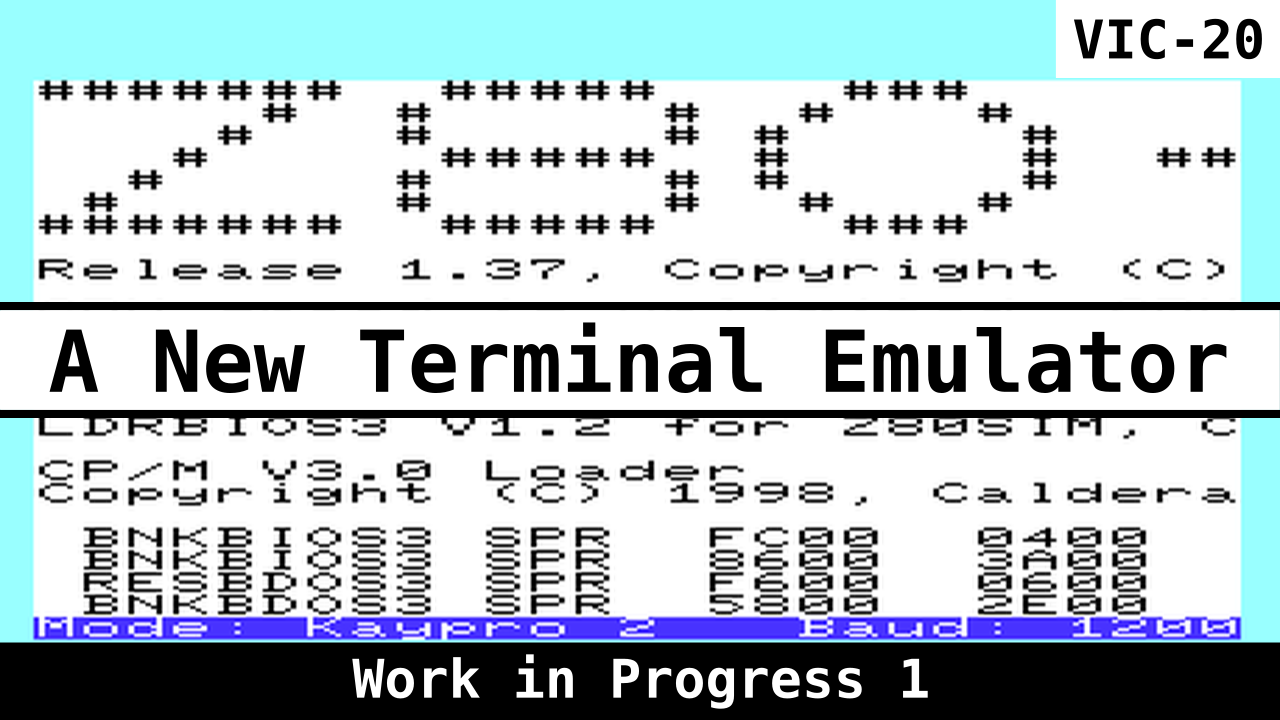 VIC-20
# # # # # # #   # # # # #     # # #
#   #     #   #   #
#    #     # #     #
#      # # # # #   #     #   # #
#     #     # #     #
#      #     #   #   #
# # # # # # #   # # # # #     # # #
Release 1.37, Copyright (C)
A New Terminal Emulator
LDRBIOS3 V1.2 for Z80SIM, C
CP/M V3.0 Loader
Copyright (C) 1998, Caldera
BNKBIOS3 SPR FC00 0400
BNKBIOS3 SPR 9C00 3A00
RESBDOS3 SPR F600 0600
BNKBDOS3 SPR 5800 2E00
Mode: Kaypro 2 Baud: 1200
Work in Progress 1